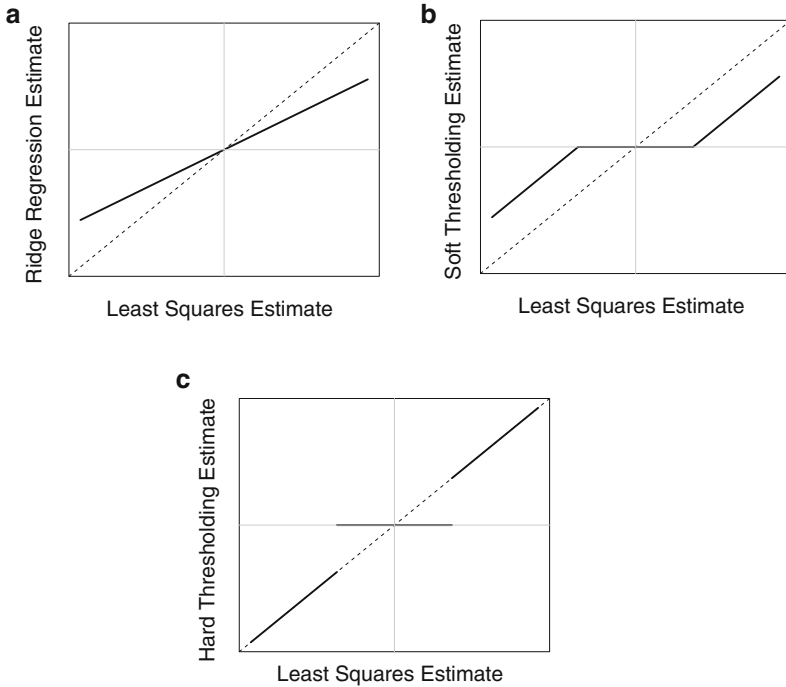 a
Ridge Regression Estimate
Least Squares Estimate
b
Soft Thresholding Estimate
Least Squares Estimate
c
Hard Thresholding Estimate
Least Squares Estimate